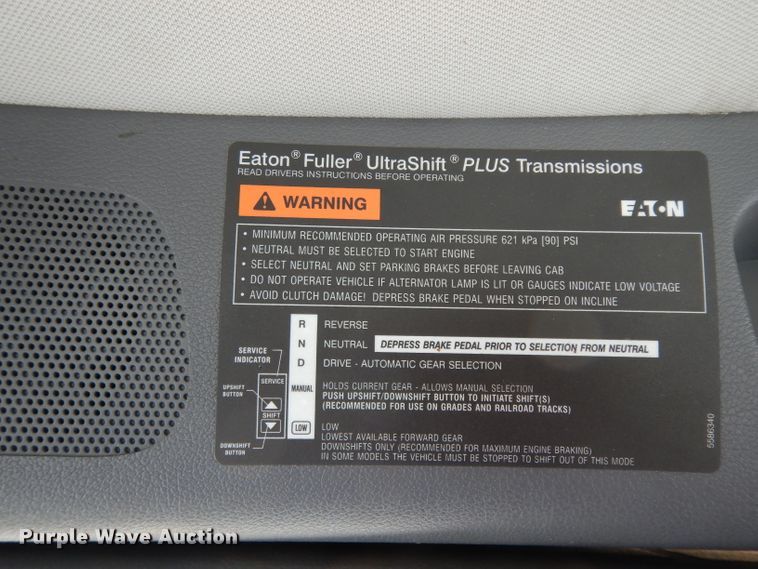 Eaton® Fuller® UltraShift® PLUS Transmissions
READ DRIVERS INSTRUCTIONS BEFORE OPERATING
WARNING
EATON
• MINIMUM RECOMMENDED OPERATING AIR PRESSURE 621 kPa [90] PSI
• NEUTRAL MUST BE SELECTED TO START ENGINE
• SELECT NEUTRAL AND SET PARKING BRAKES BEFORE LEAVING CAB
• DO NOT OPERATE VEHICLE IF ALTERNATOR LAMP IS LIT OR GAUGES INDICATE LOW VOLTAGE
• AVOID CLUTCH DAMAGE! DEPRESS BRAKE PEDAL WHEN STOPPED ON INCLINE
R REVERSE
N NEUTRAL DEPRESS BRAKE PEDAL PRIOR TO SELECTION FROM NEUTRAL
D DRIVE - AUTOMATIC GEAR SELECTION
SERVICE
INDICATOR
SERVICE
UPSHIFT
BUTTON
SHIFT
DOWNSHIFT
BUTTON
MANUAL
HOLDS CURRENT GEAR - ALLOWS MANUAL SELECTION
PUSH UPSHIFT/DOWNSHIFT BUTTON TO INITIATE SHIFT(S)
(RECOMMENDED FOR USE ON GRADES AND RAILROAD TRACKS)
LOW LOW
LOWEST AVAILABLE FORWARD GEAR
DOWNSHIFTS ONLY (RECOMMENDED FOR MAXIMUM ENGINE BRAKING)
IN SOME MODELS THE VEHICLE MUST BE STOPPED TO SHIFT OUT OF THIS MODE
5586340
Purple Wave Auction